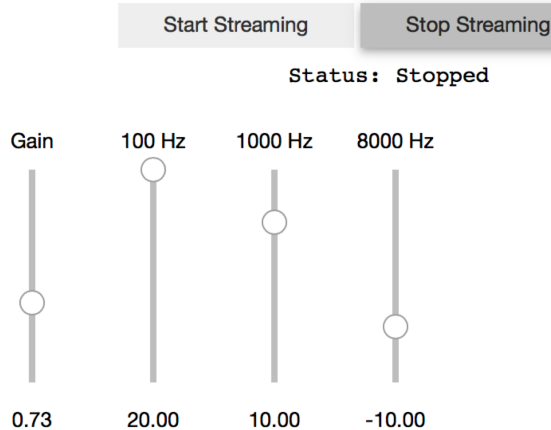 Start Streaming Stop Streaming
Status: Stopped
Gain 100 Hz 1000 Hz 8000 Hz
0.73 20.00 10.00 -10.00